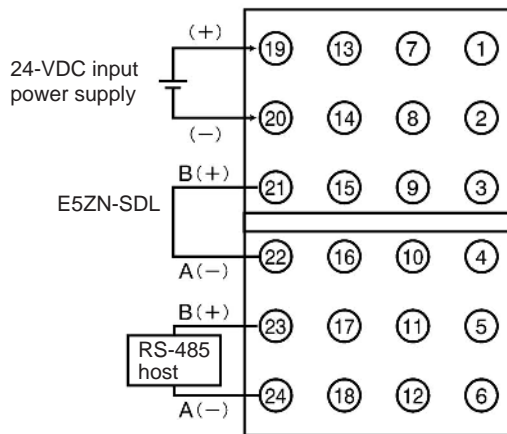 (+)
19 13 7 1
24-VDC input
power supply
20 14 8 2
(−)
B(+)
21 15 9 3
E5ZN-SDL
22 16 10 4
A(−)
B(+)
23 17 11 5
RS-485
host
24 18 12 6
A(−)